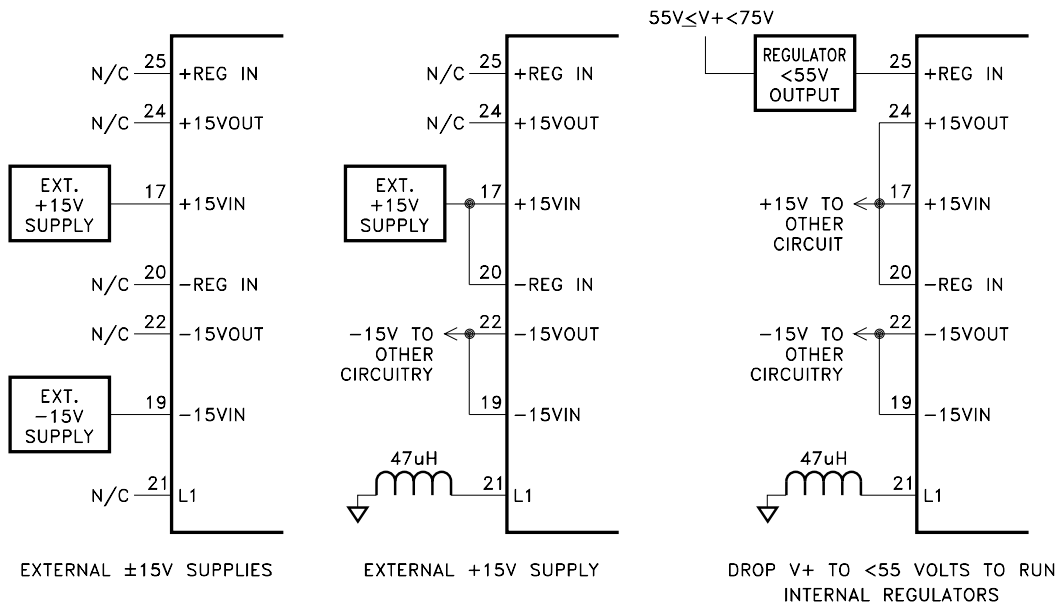 25
N/C
+REG IN
24
N/C
+15VOUT
EXT.
+15V
SUPPLY
17
+15VIN
20
N/C
-REG IN
22
N/C
-15VOUT
EXT.
-15V
SUPPLY
19
-15VIN
21
N/C
L1
EXTERNAL ±15V SUPPLIES
25
N/C
+REG IN
24
N/C
+15VOUT
EXT.
+15V
SUPPLY
17
+15VIN
20
-REG IN
22
-15VOUT
-15V TO
OTHER
CIRCUITRY
19
-15VIN
47uH
21
L1
EXTERNAL +15V SUPPLY
55V≤V+<75V
REGULATOR
<55V
OUTPUT
25
+REG IN
24
+15VOUT
17
+15VIN
+15V TO
OTHER
CIRCUIT
20
-REG IN
22
-15VOUT
-15V TO
OTHER
CIRCUITRY
19
-15VIN
47uH
21
L1
DROP V+ TO <55 VOLTS TO RUN
INTERNAL REGULATORS